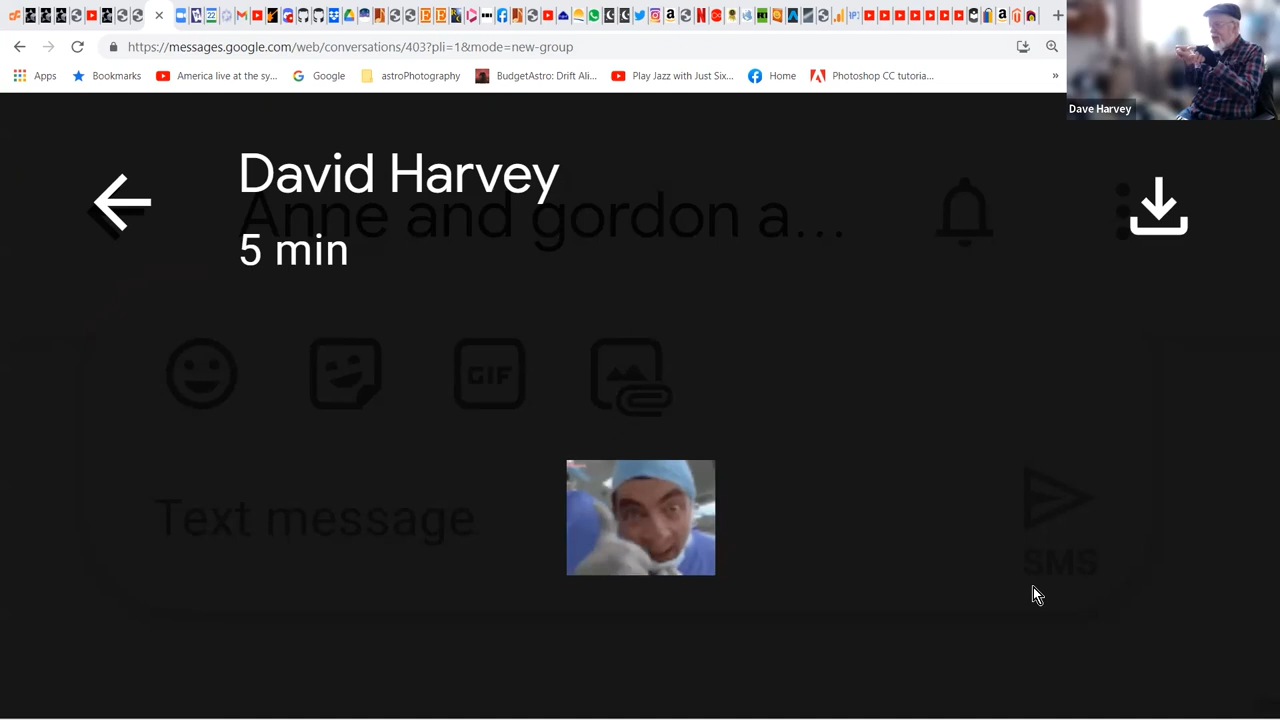 https://messages.google.com/web/conversations/403?pli=1&mode=new-group
Apps
Bookmarks
America live at the sy...
Google
astroPhotography
BudgetAstro: Drift Ali...
Play Jazz with Just Six...
Home
Photoshop CC tutoria...
»
Dave Harvey
David Harvey
Anne and gordon a...
5 min
GIF
Text message
SMS